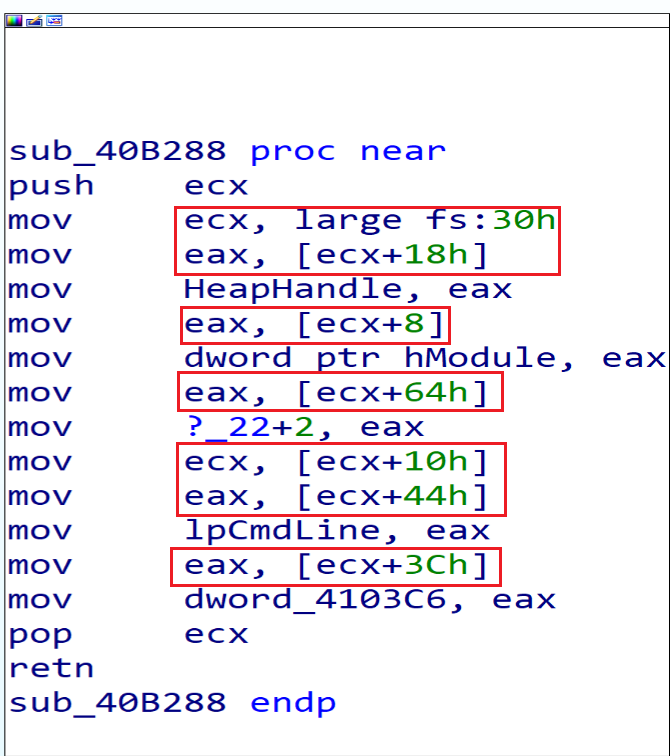 sub_40B288 proc near
push ecx
mov ecx, large fs:30h
mov eax, [ecx+18h]
mov HeapHandle, eax
mov eax, [ecx+8]
mov dword ptr hModule, eax
mov eax, [ecx+64h]
mov ?_22+2, eax
mov ecx, [ecx+10h]
mov eax, [ecx+44h]
mov lpCmdLine, eax
mov eax, [ecx+3Ch]
mov dword_4103C6, eax
pop ecx
retn
sub_40B288 endp